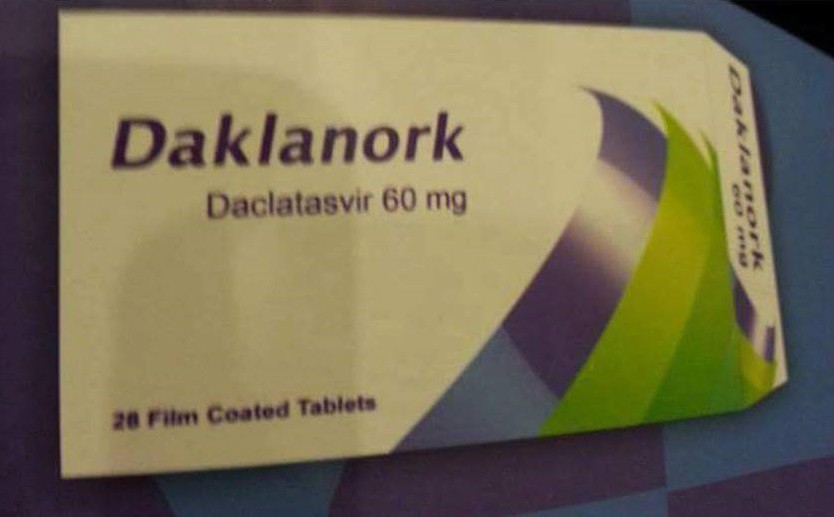 Daklanork
Daclatasvir 60 mg
28 Film Coated Tablets
Daklanork
60 mg